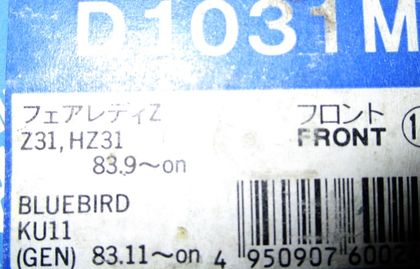 D1031M
フェアレディZ フロント
Z31, HZ31 FRONT ①
83.9～on
BLUEBIRD
KU11
(GEN) 83.11～on 4 950907 6002